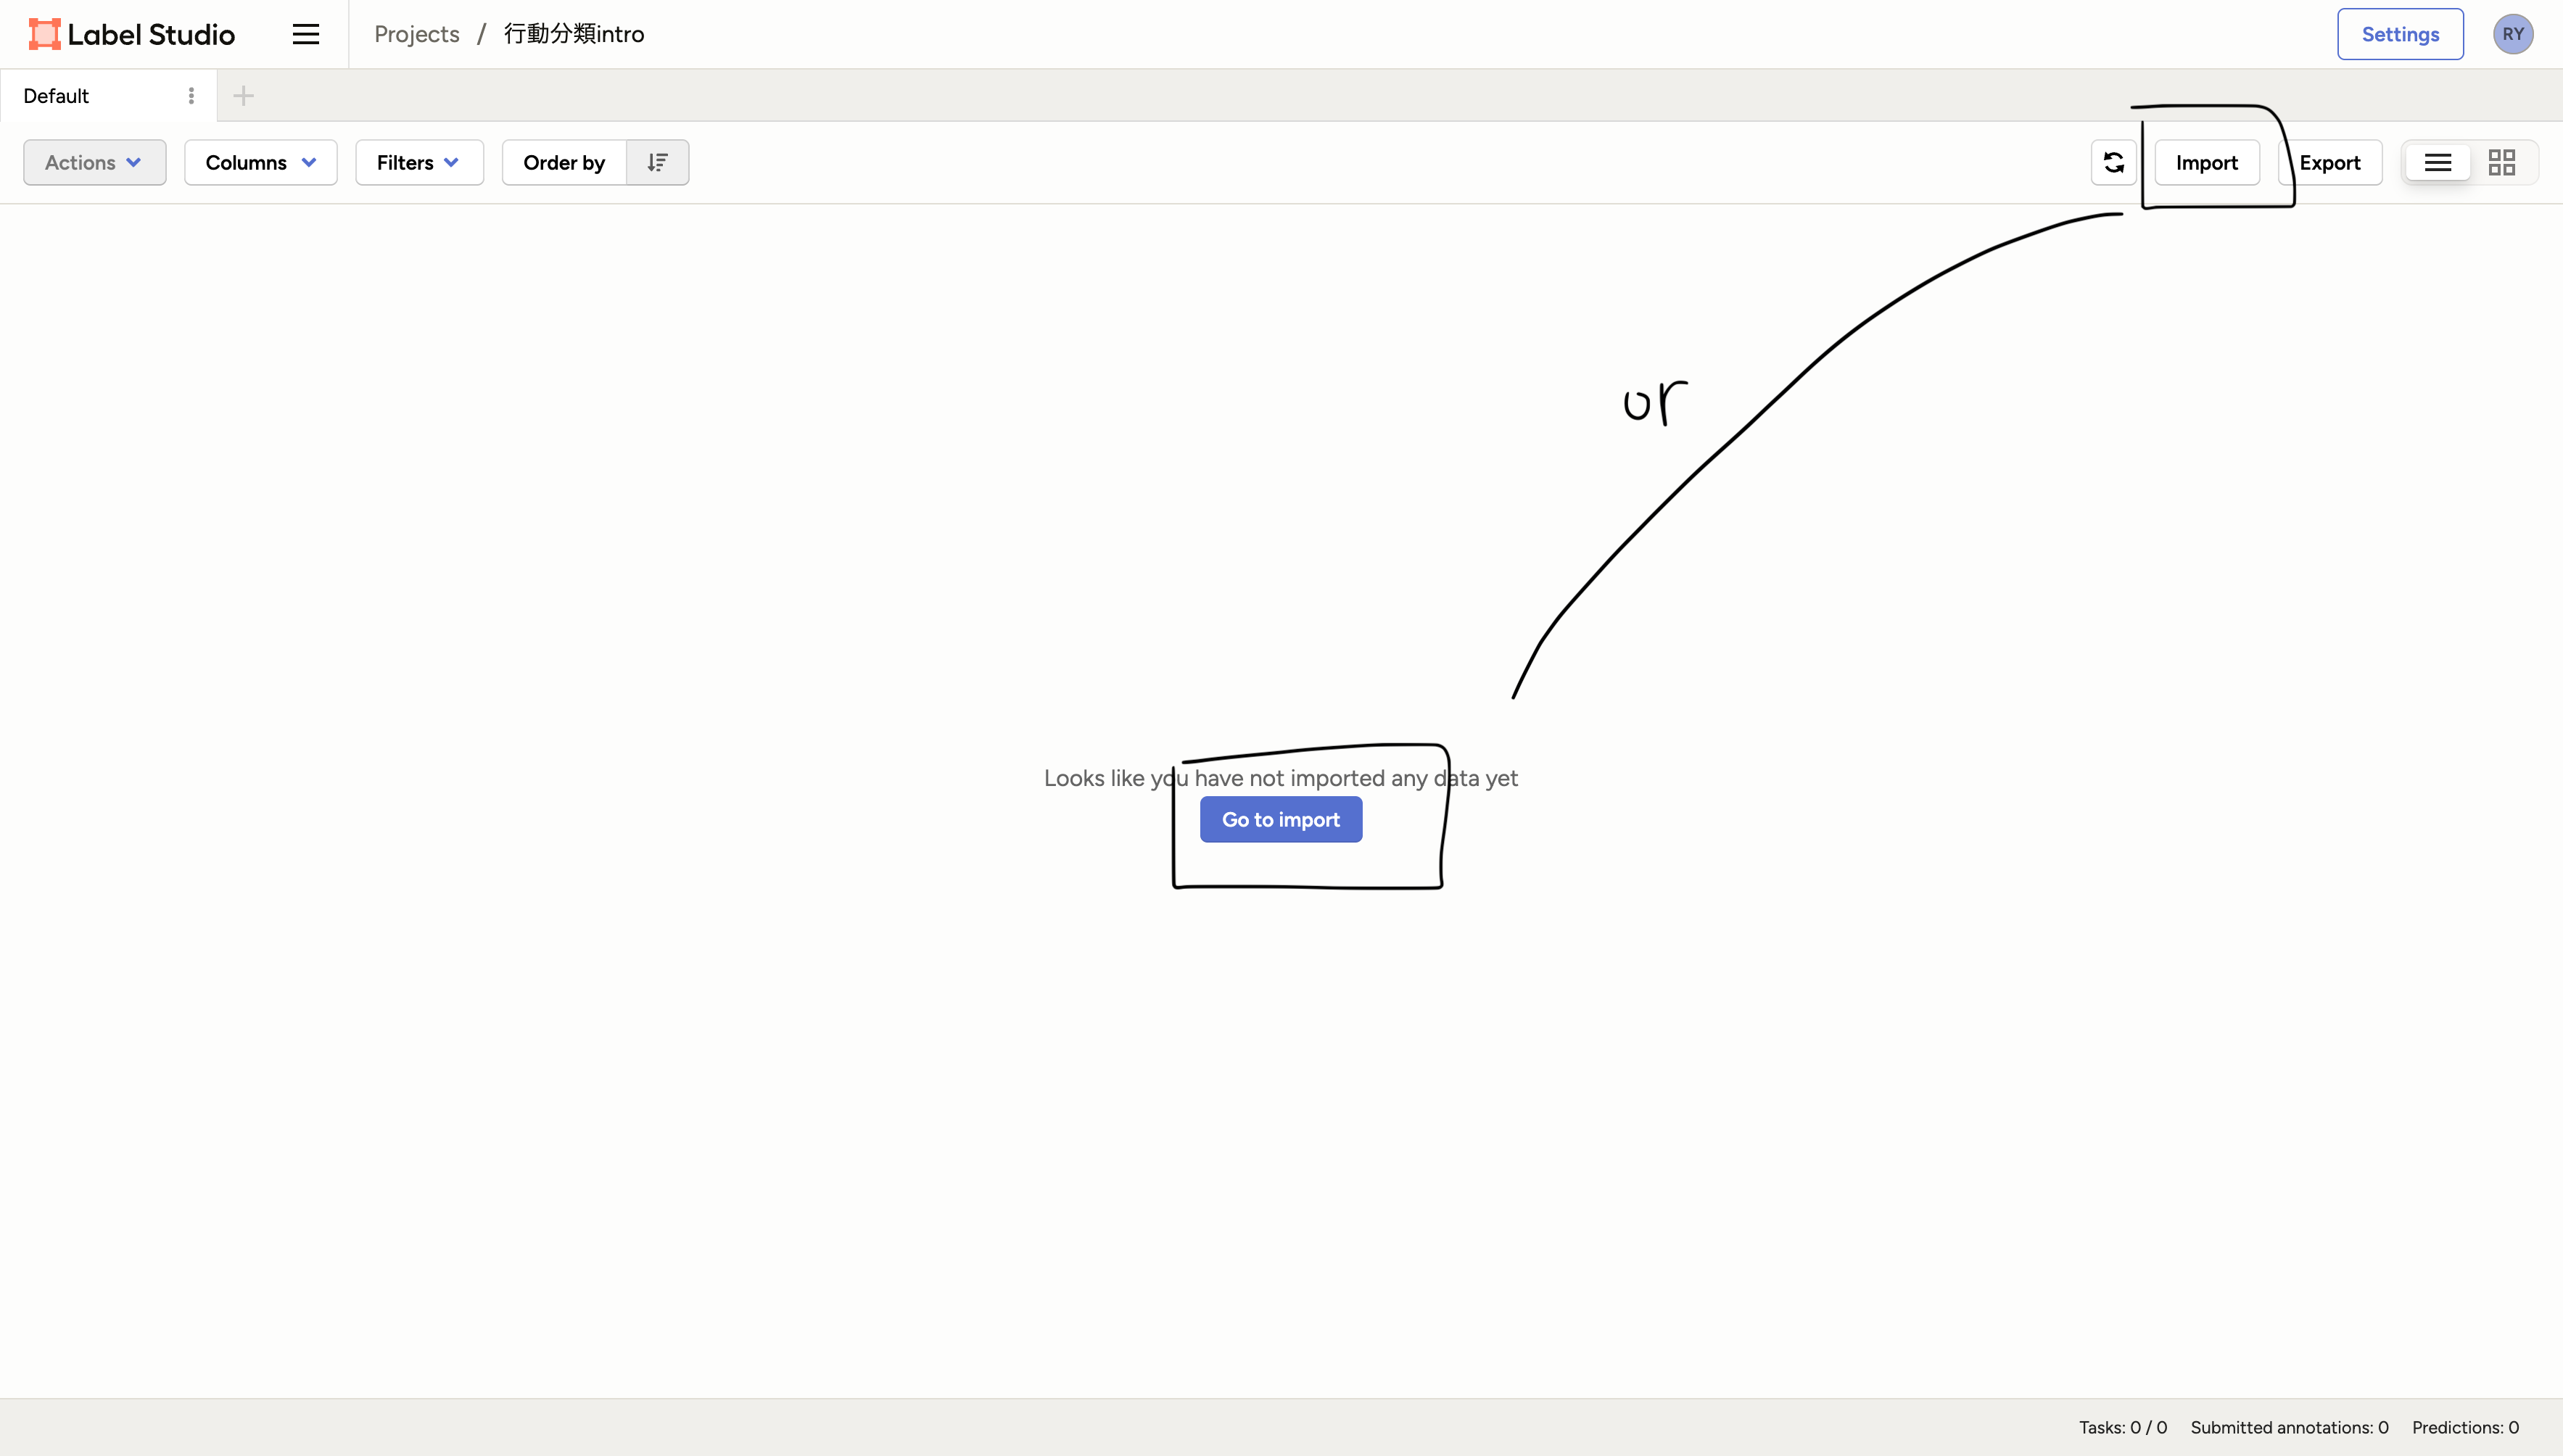 Label Studio
Projects / 行動分類intro
Settings
RY
Default
Actions Columns Filters Order by
Import Export
or
Looks like you have not imported any data yet
Go to import
Tasks: 0 / 0 Submitted annotations: 0 Predictions: 0